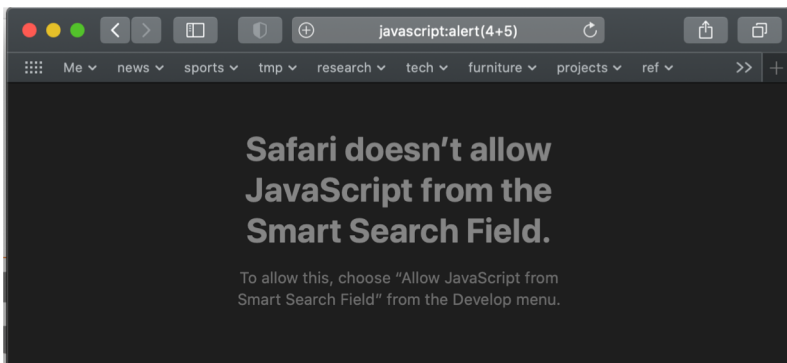 javascript:alert(4+5)
Me news sports tmp research tech furniture projects ref >>
Safari doesn’t allow
JavaScript from the
Smart Search Field.
To allow this, choose “Allow JavaScript from
Smart Search Field” from the Develop menu.